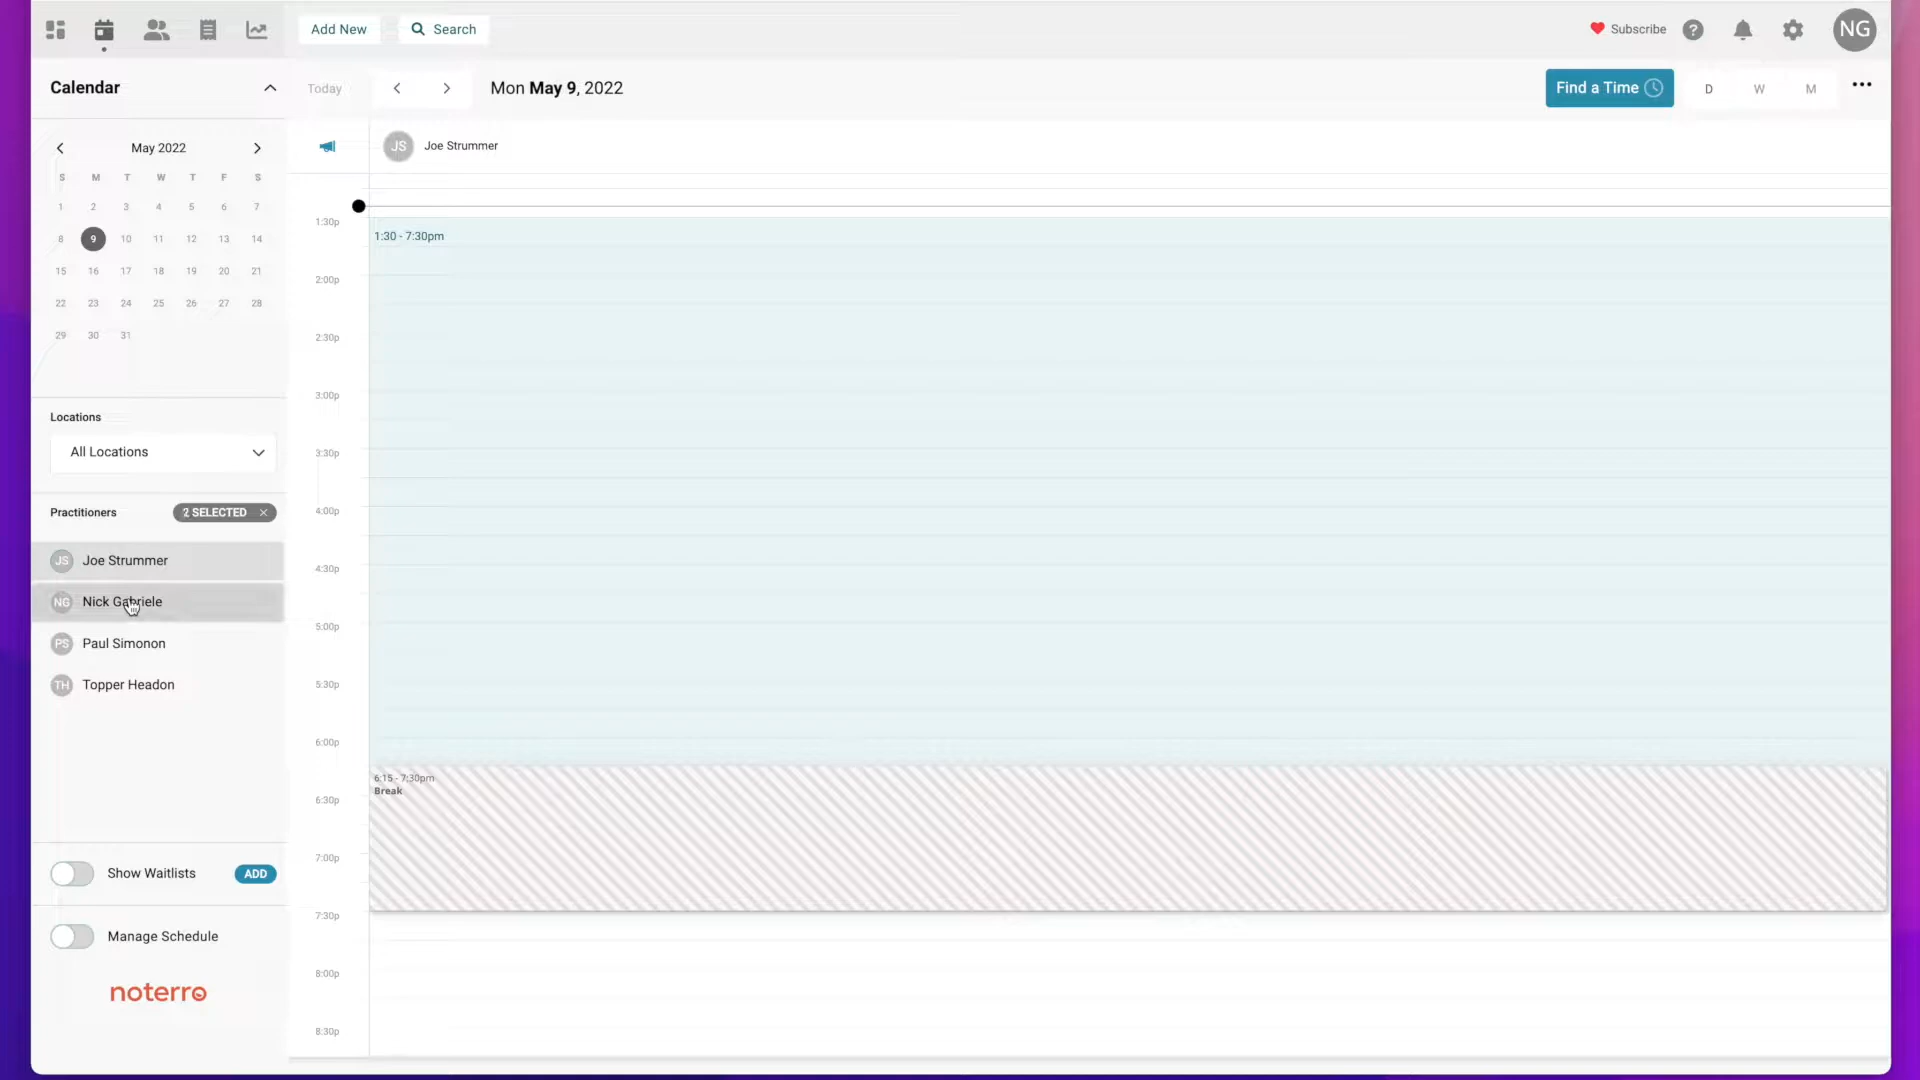 Add New
Search
Subscribe
?
NG
Calendar
Today
Mon May 9, 2022
Find a Time
D W M
May 2022
S M T W T F S
1 2 3 4 5 6 7
8 9 10 11 12 13 14
15 16 17 18 19 20 21
22 23 24 25 26 27 28
29 30 31
JS Joe Strummer
Locations
All Locations
Practitioners
2 SELECTED
JS Joe Strummer
NG Nick Gabriele
PS Paul Simonon
TH Topper Headon
Show Waitlists
ADD
Manage Schedule
noterro
1:30p
1:30 - 7:30pm
2:00p
2:30p
3:00p
3:30p
4:00p
4:30p
5:00p
5:30p
6:00p
6:15 - 7:30pm
Break
6:30p
7:00p
7:30p
8:00p
8:30p